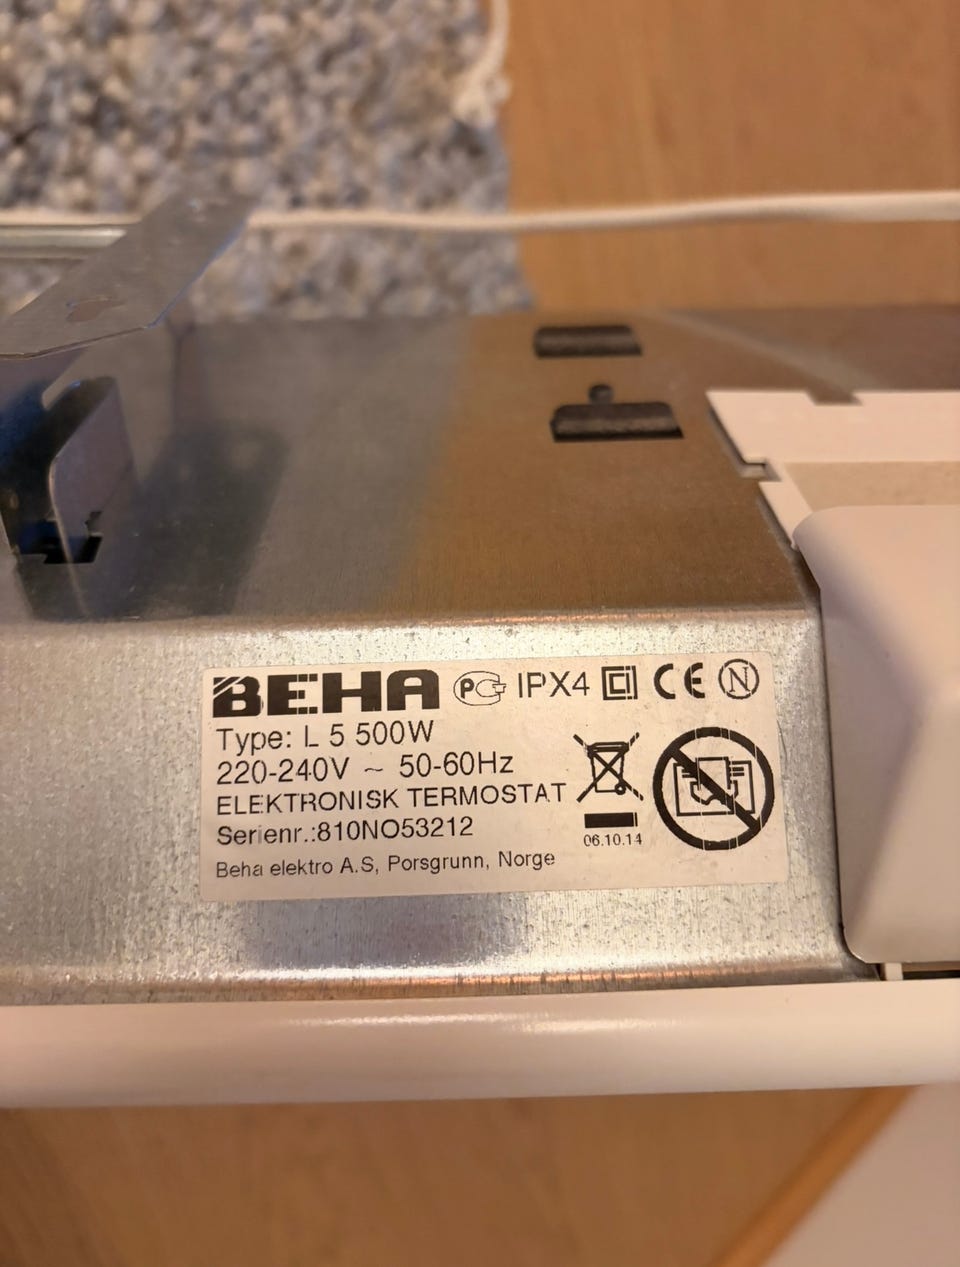 BEHA PG IPX4 CE N
Type: L 5 500W
220-240V ~ 50-60Hz
ELEKTRONISK TERMOSTAT
Serienr.:810NO53212
06.10.14
Beha elektro A.S, Porsgrunn, Norge